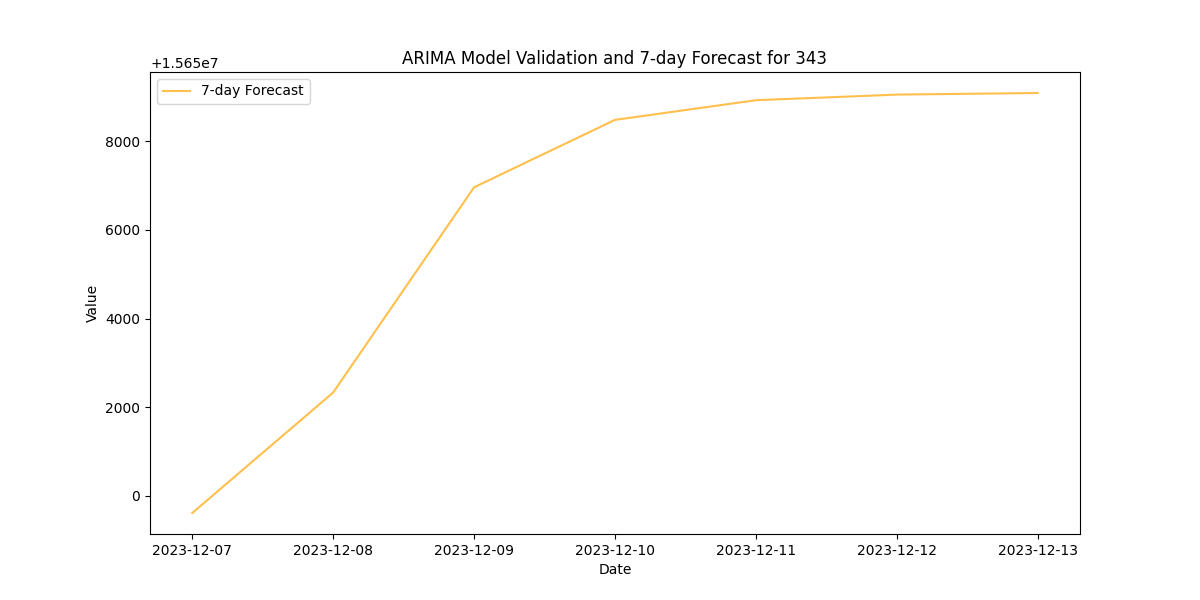 ARIMA Model Validation and 7-day Forecast for 343
+1.565e7
7-day Forecast
8000
6000
4000
2000
0
Value
2023-12-07 2023-12-08 2023-12-09 2023-12-10 2023-12-11 2023-12-12 2023-12-13
Date